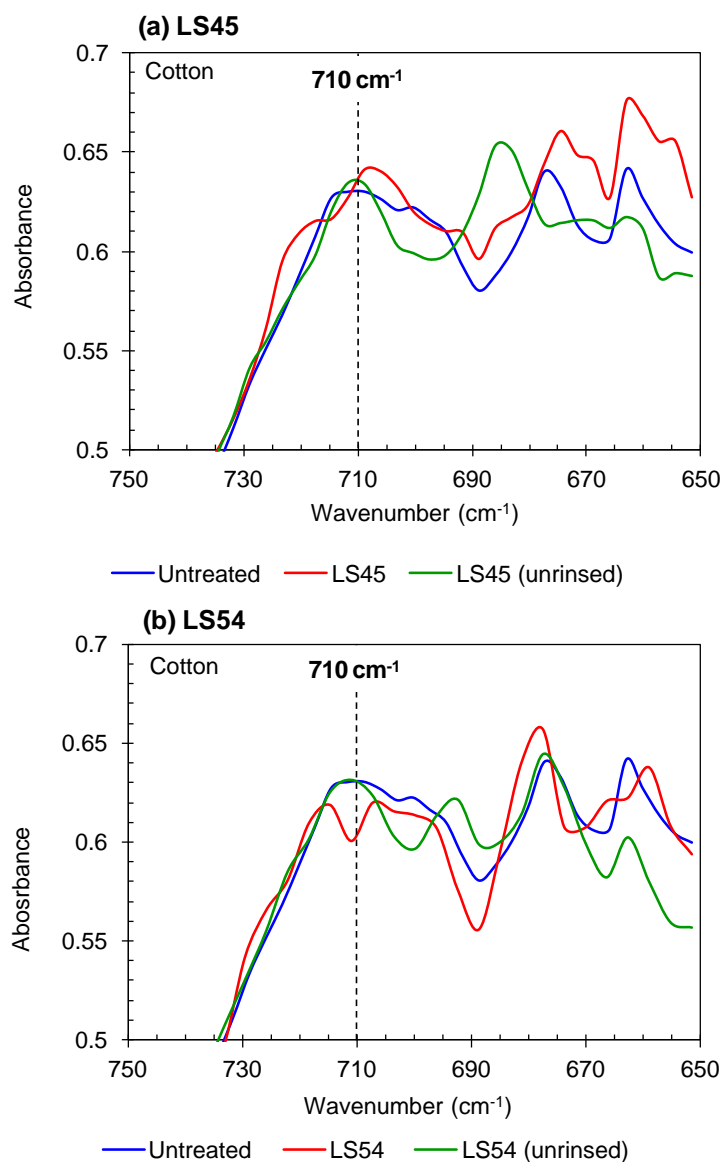 (a) LS45
0.7
Cotton
710 cm⁻¹
0.65
0.6
0.55
0.5
Absorbance
750 730 710 690 670 650
Wavenumber (cm⁻¹)
Untreated LS45 LS45 (unrinsed)
(b) LS54
0.7
Cotton
710 cm⁻¹
0.65
0.6
0.55
0.5
Abosrbance
750 730 710 690 670 650
Wavenumber (cm⁻¹)
Untreated LS54 LS54 (unrinsed)